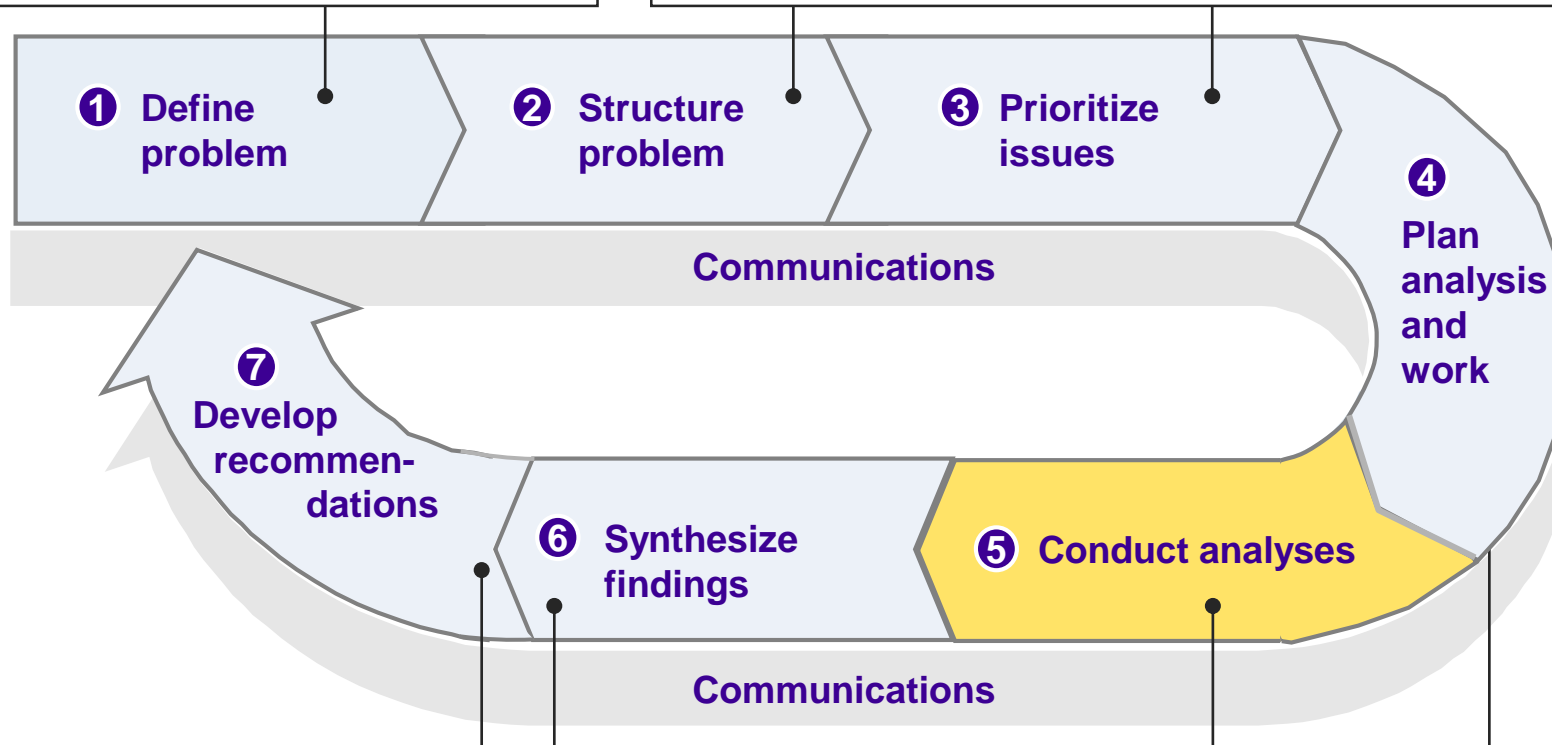 1 Define
problem
2 Structure
problem
3 Prioritize
issues
4
Plan
analysis
and
work
Communications
5 Conduct analyses
6 Synthesize
findings
7
Develop
recommen-
dations
Communications